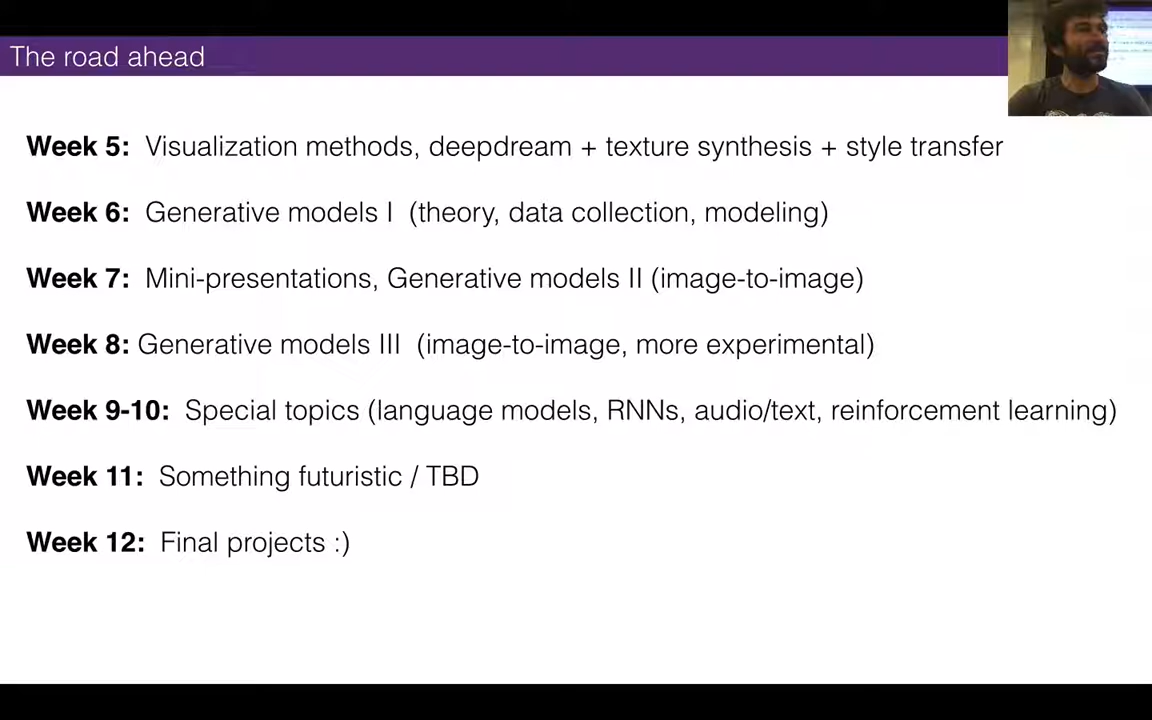 The road ahead
Week 5: Visualization methods, deepdream + texture synthesis + style transfer
Week 6: Generative models I (theory, data collection, modeling)
Week 7: Mini-presentations, Generative models II (image-to-image)
Week 8: Generative models III (image-to-image, more experimental)
Week 9-10: Special topics (language models, RNNs, audio/text, reinforcement learning)
Week 11: Something futuristic / TBD
Week 12: Final projects :)